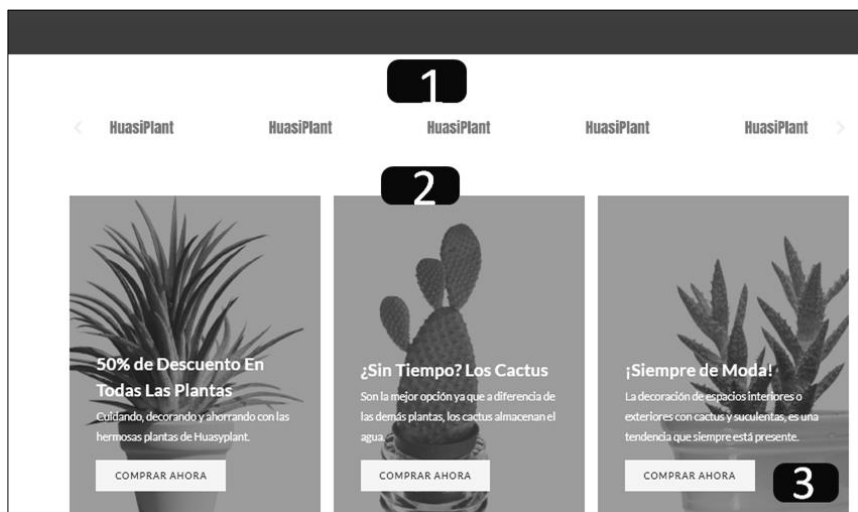 1
HuasiPlant HuasiPlant HuasiPlant HuasiPlant HuasiPlant
2
50% de Descuento En
Todas Las Plantas
Cuidando, decorando y ahorrando con las
hermosas plantas de Huasyplant.
COMPRAR AHORA
¿Sin Tiempo? Los Cactus
Son la mejor opción ya que a diferencia de
las demás plantas, los cactus almacenan el
agua.
COMPRAR AHORA
¡Siempre de Moda!
La decoración de espacios interiores o
exteriores con cactus y suculentas, es una
tendencia que siempre está presente.
COMPRAR AHORA
3